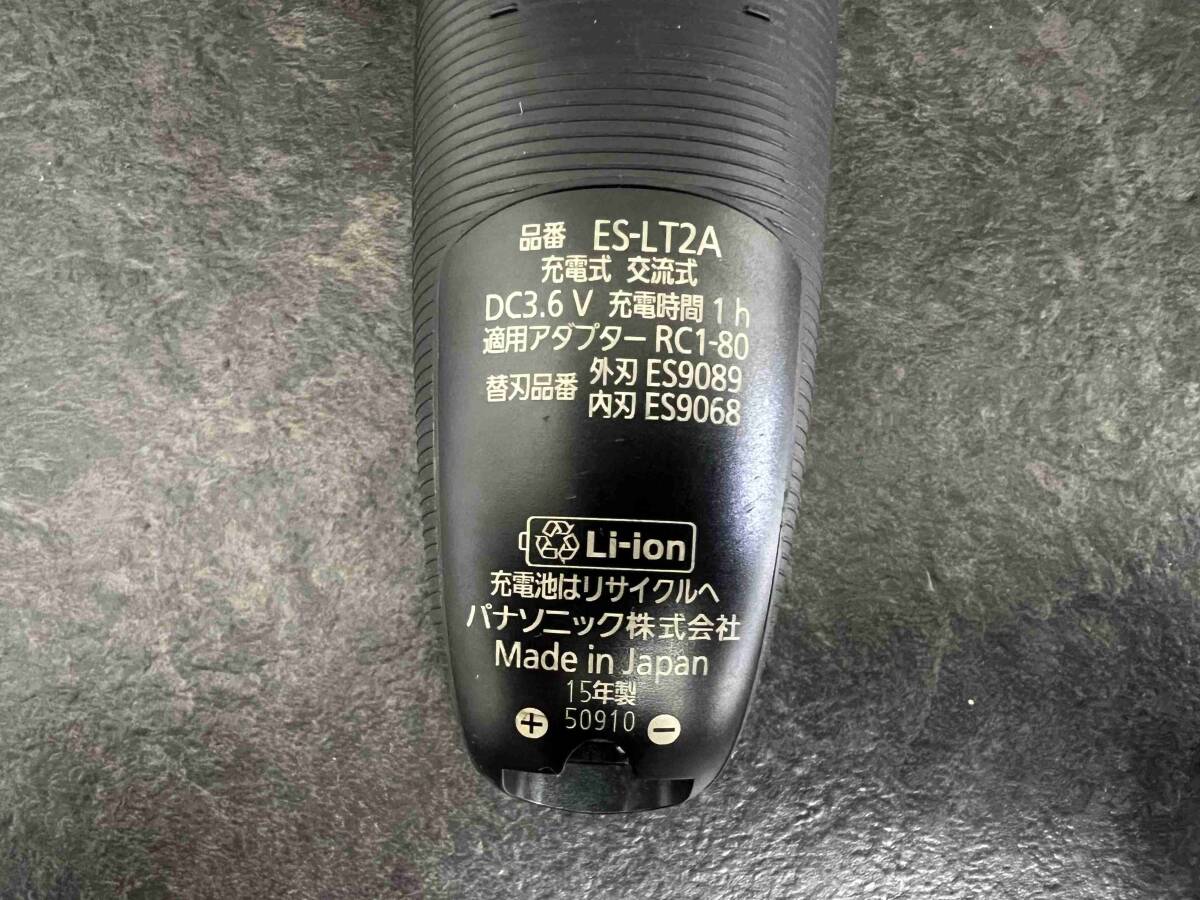 品番 ES-LT2A
充電式 交流式
DC3.6 V 充電時間 1 h
適用アダプター RC1-80
替刃品番 外刃 ES9089
内刃 ES9068
Li-ion
充電池はリサイクルへ
パナソニック株式会社
Made in Japan
15年製
+ 50910 −